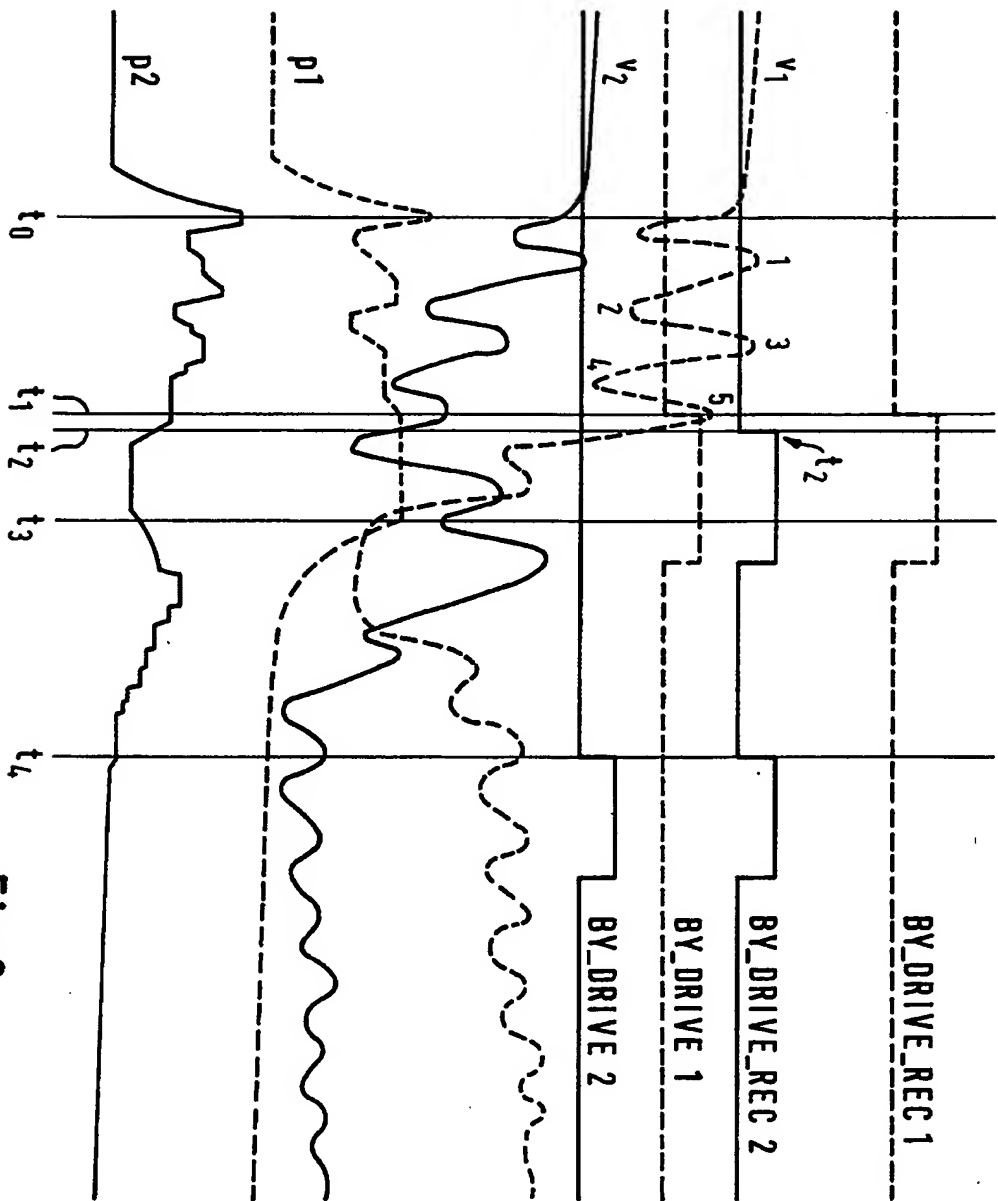 BY_DRIVE_REC 1
v1
BY_DRIVE_REC 2
t2
BY_DRIVE 1
v2
BY_DRIVE 2
1
2
3
4
5
p1
p2
t0
t1
t2
t3
t4